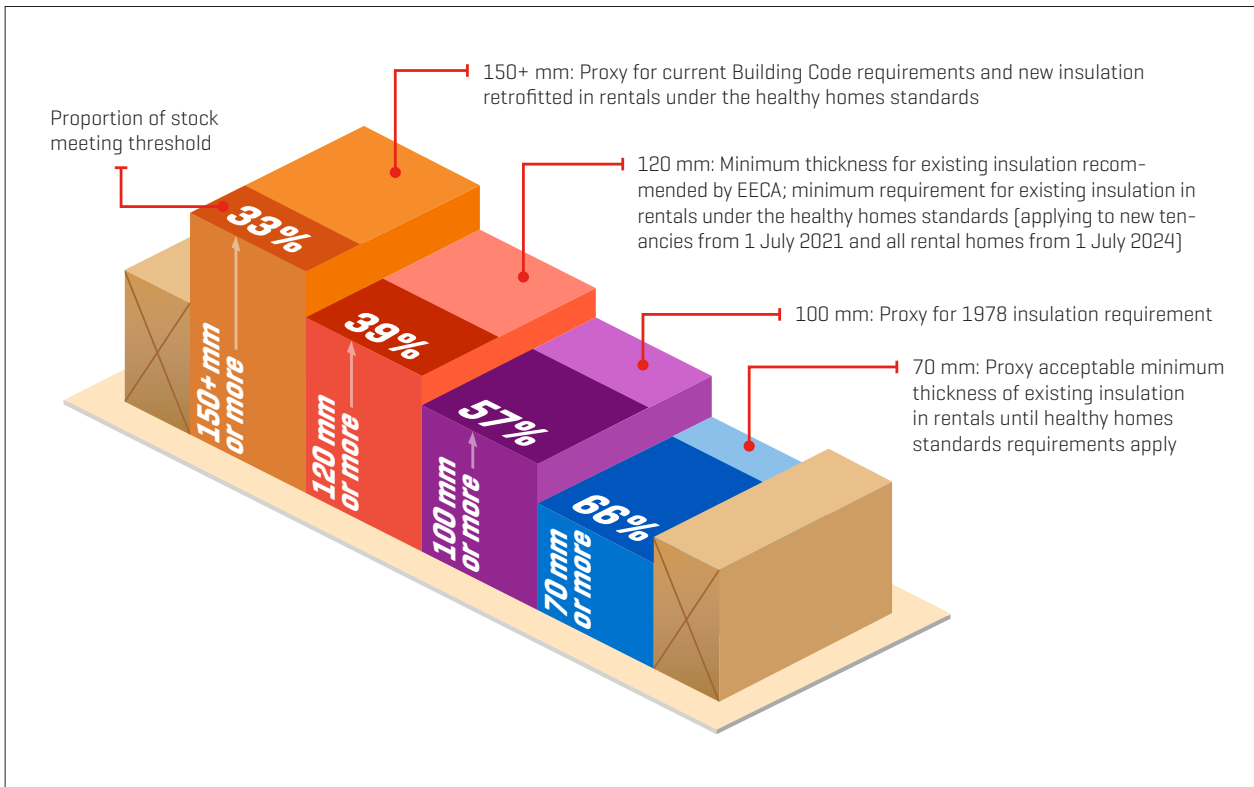 150+ mm: Proxy for current Building Code requirements and new insulation
retrofitted in rentals under the healthy homes standards
Proportion of stock
meeting threshold
120 mm: Minimum thickness for existing insulation recom-
mended by EECA; minimum requirement for existing insulation in
rentals under the healthy homes standards (applying to new ten-
ancies from 1 July 2021 and all rental homes from 1 July 2024)
100 mm: Proxy for 1978 insulation requirement
70 mm: Proxy acceptable minimum
thickness of existing insulation
in rentals until healthy homes
standards requirements apply
33%
150+ mm
or more
39%
120 mm
or more
57%
100 mm
or more
66%
70 mm
or more